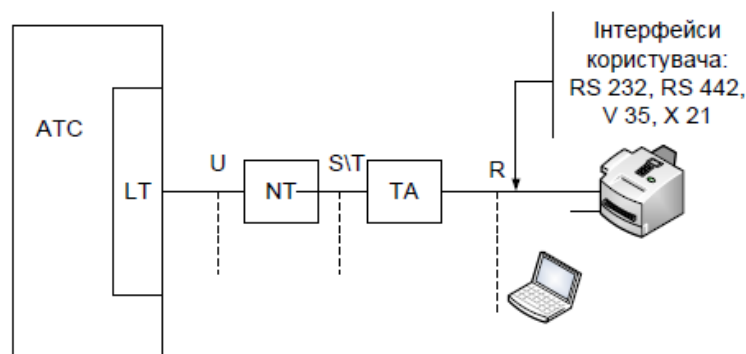 Інтерфейси
користувача:
RS 232, RS 442,
V 35, X 21
АТС
U
S\T
R
LT
NT
TA